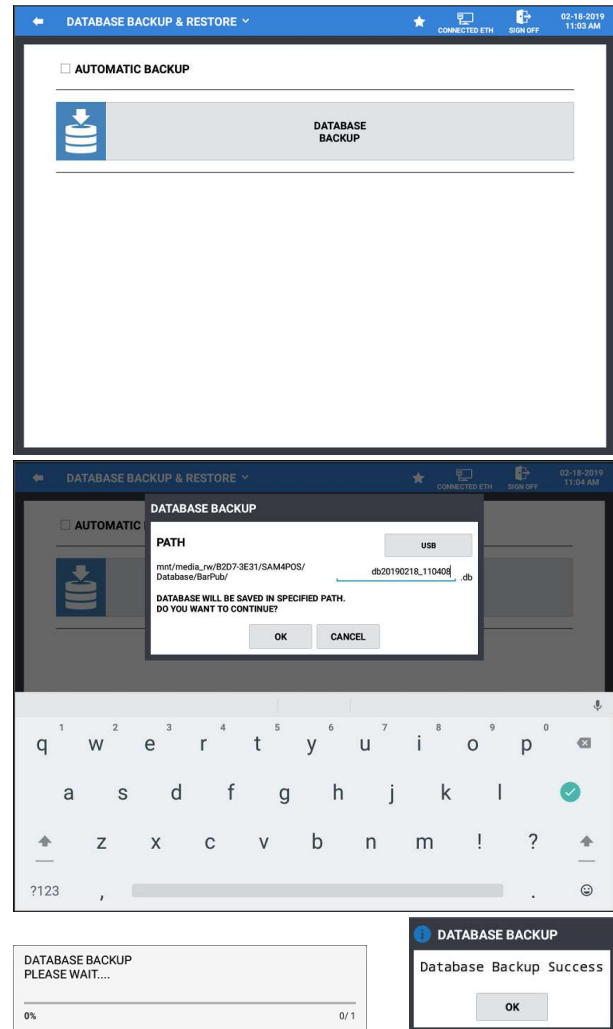 DATABASE BACKUP & RESTORE
CONNECTED ETH
SIGN OFF
02-18-2019
11:03 AM
AUTOMATIC BACKUP
DATABASE
BACKUP
DATABASE BACKUP & RESTORE
CONNECTED ETH
SIGN OFF
02-18-2019
11:04 AM
AUTOMATIC
DATABASE BACKUP
PATH
USB
mnt/media_rw/B2D7-3E31/SAM4POS/
Database/BarPub/
db20190218_110408
.db
DATABASE WILL BE SAVED IN SPECIFIED PATH.
DO YOU WANT TO CONTINUE?
OK CANCEL
1 2 3 4 5 6 7 8 9 0
q w e r t y u i o p
a s d f g h j k l
z x c v b n m ! ?
?123 , .
DATABASE BACKUP
PLEASE WAIT....
0% 0/1
DATABASE BACKUP
Database Backup Success
OK